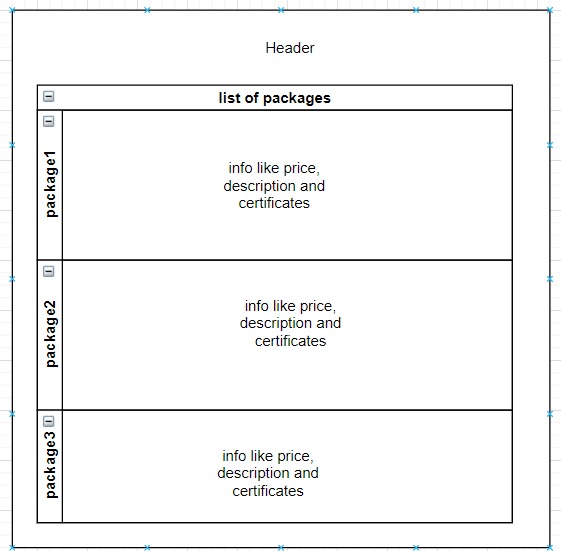 Header
list of packages
package1
info like price,
description and
certificates
package2
info like price,
description and
certificates
package3
info like price,
description and
certificates